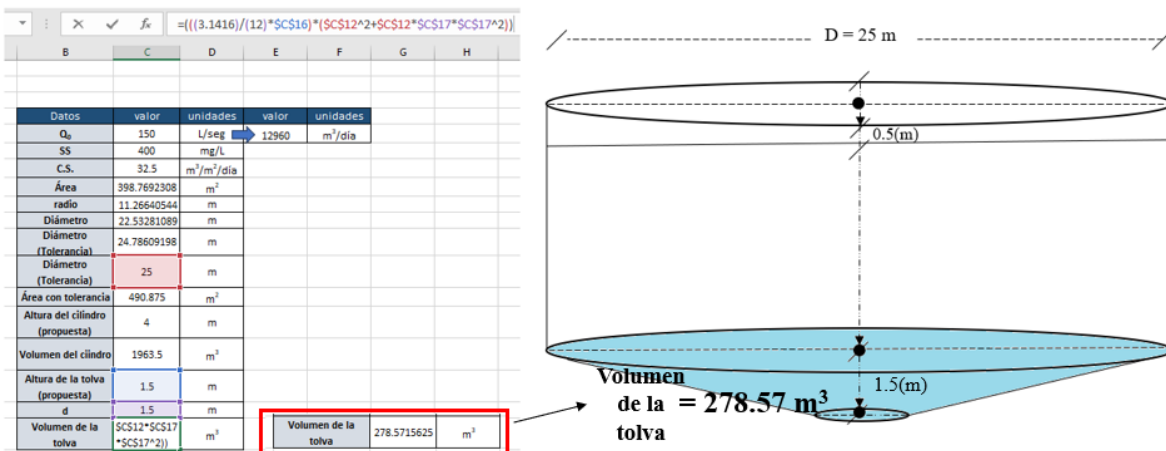 =(((3.1416)/(12)*$C$16)*($C$12^2+$C$12*$C$17*$C$17^2))
B C D E F G H
Datos valor unidades valor unidades
Q₀ 150 L/seg 12960 m³/día
SS 400 mg/L
C.S. 32.5 m³/m²/día
Área 398.7692308 m²
radio 11.26640544 m
Diámetro 22.53281089 m
Diámetro (Tolerancia) 24.78609198 m
Diámetro (Tolerancia) 25 m
Área con tolerancia 490.875 m²
Altura del cilindro (propuesta) 4 m
Volumen del ciindro 1963.5 m³
Altura de la tolva (propuesta) 1.5 m
d 1.5 m
Volumen de la tolva $C$12*$C$17*$C$17^2)) m³
Volumen de la tolva 278.5715625 m³
D = 25 m
0.5(m)
1.5(m)
Volumen
de la = 278.57 m³
tolva